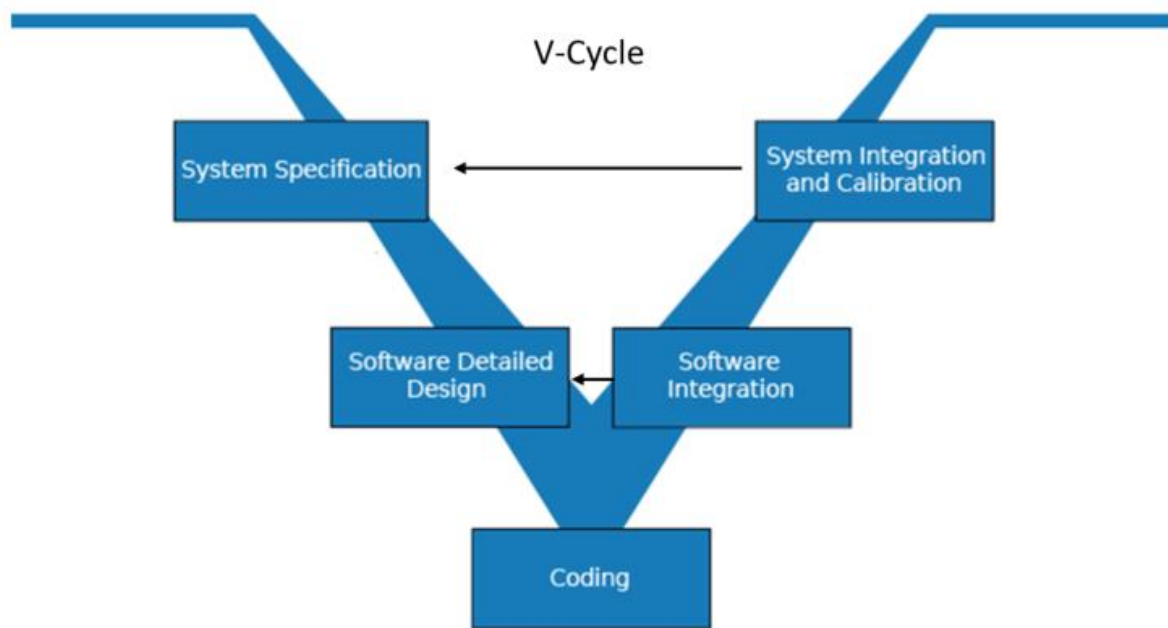 V-Cycle
System Specification
System Integration
and Calibration
Software Detailed
Design
Software
Integration
Coding